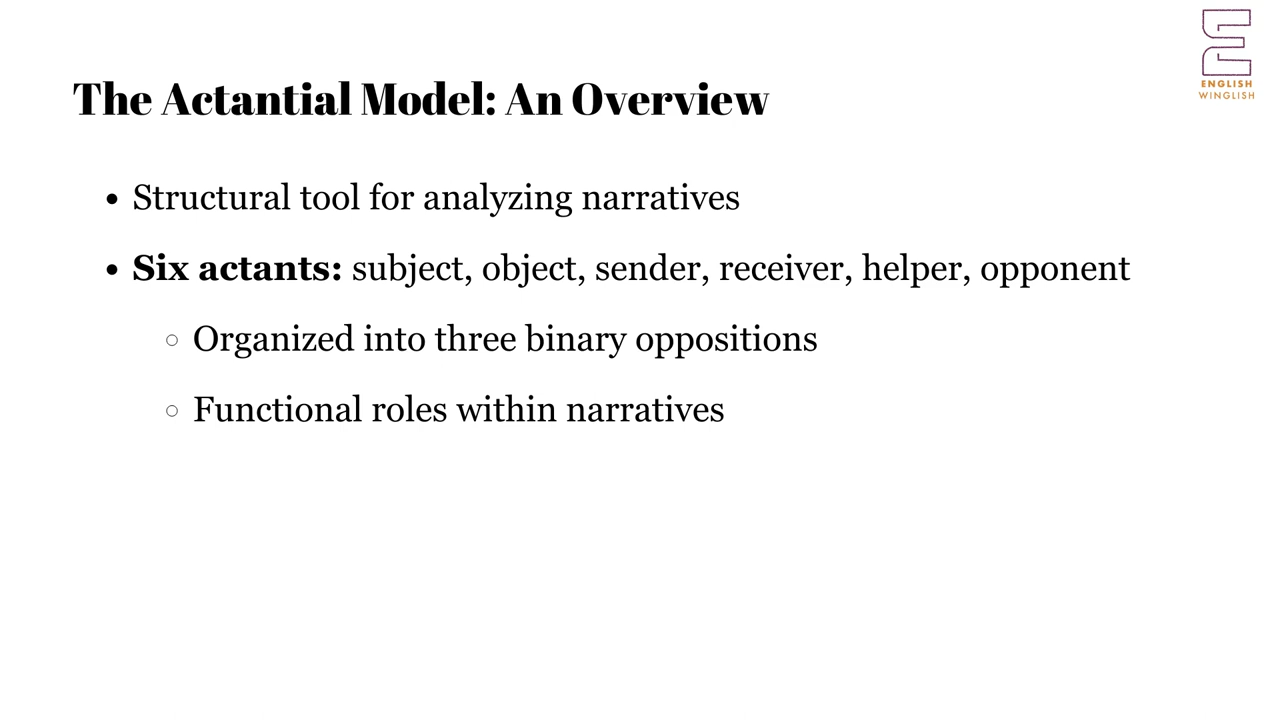 ENGLISH
WINGLISH
The Actantial Model: An Overview
• Structural tool for analyzing narratives
• Six actants: subject, object, sender, receiver, helper, opponent
○ Organized into three binary oppositions
○ Functional roles within narratives